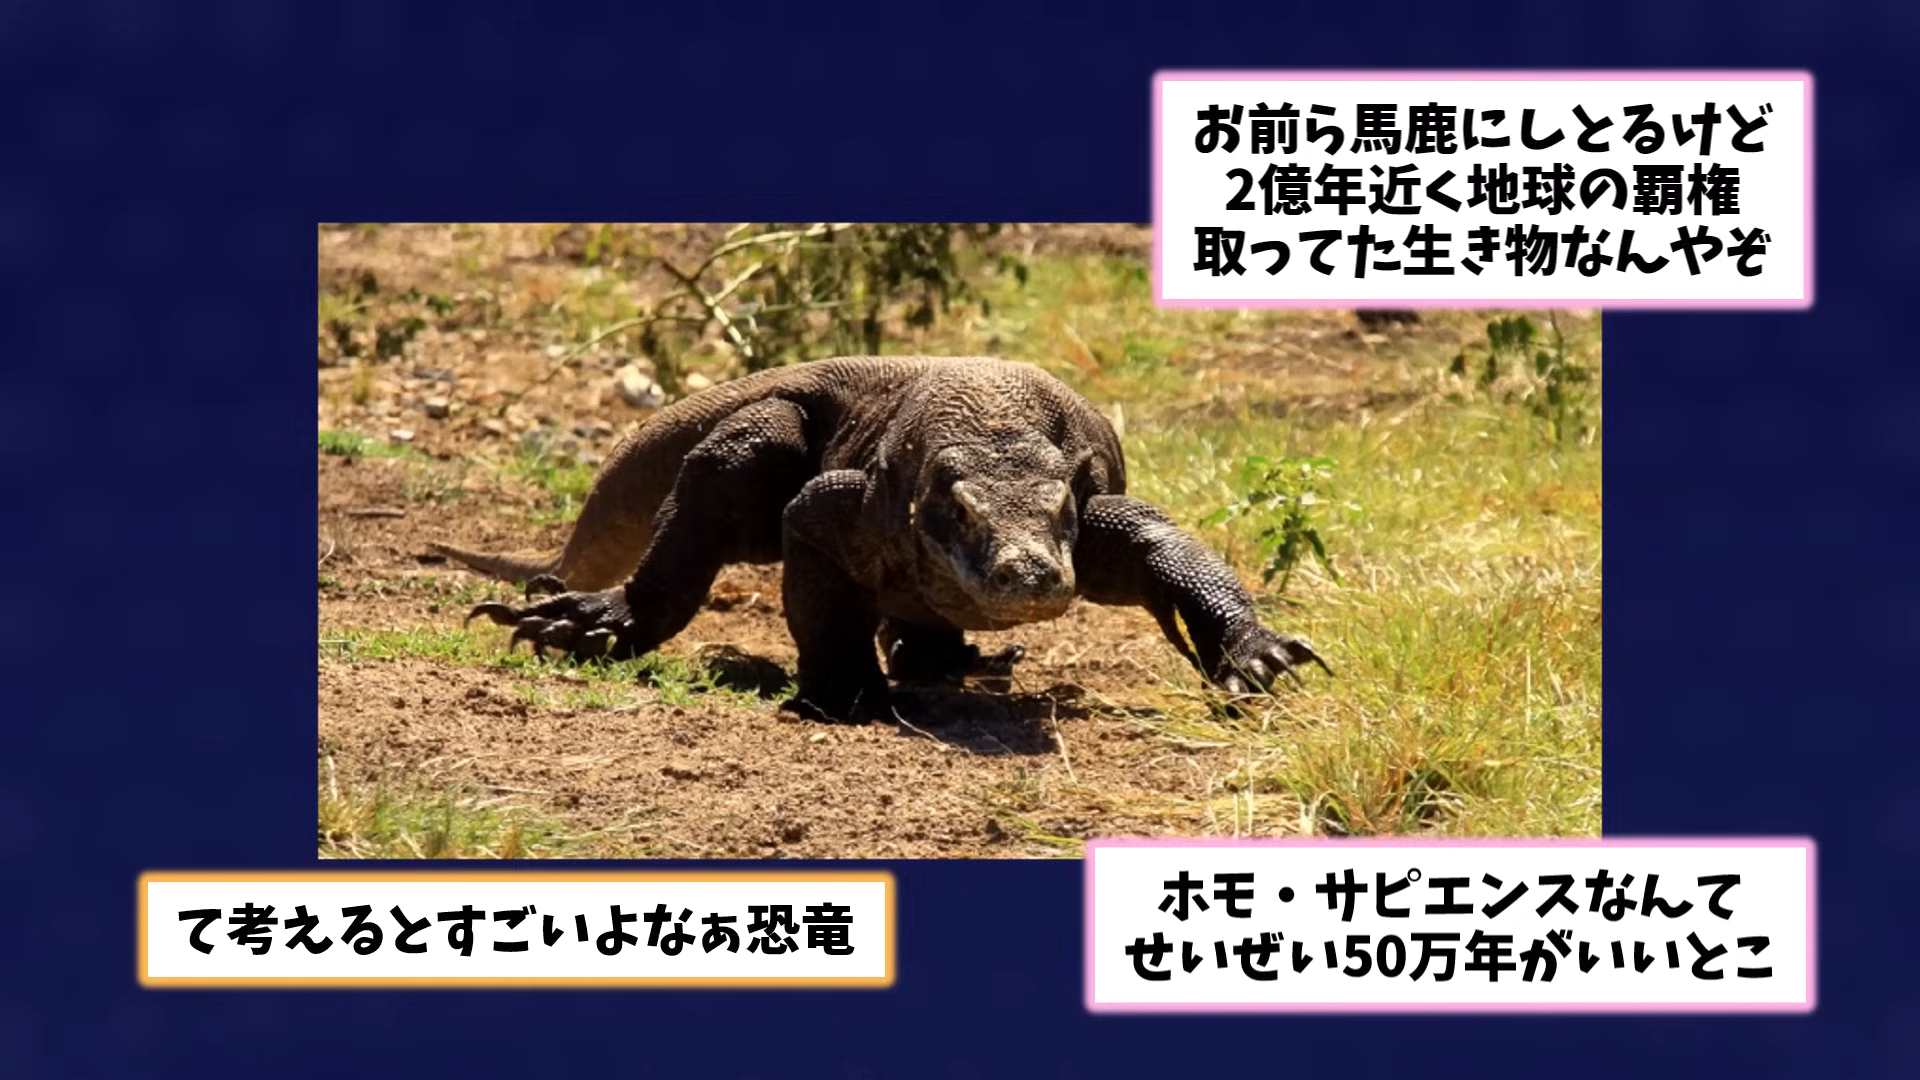 お前ら馬鹿にしとるけど
2億年近く地球の覇権
取ってた生き物なんやぞ
ホモ・サピエンスなんて
せいぜい50万年がいいとこ
て考えるとすごいよなぁ恐竜